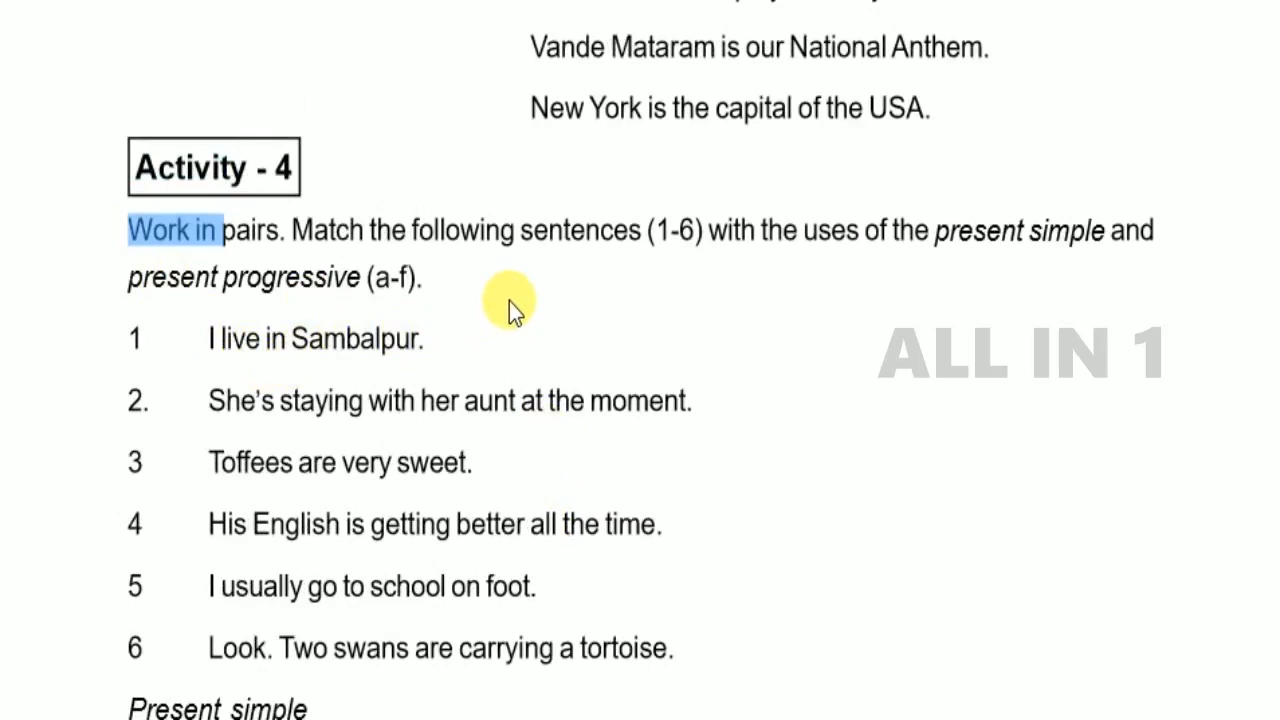 Vande Mataram is our National Anthem.
New York is the capital of the USA.
Activity - 4
Work in pairs. Match the following sentences (1-6) with the uses of the present simple and
present progressive (a-f).
1 I live in Sambalpur.
ALL IN 1
2. She's staying with her aunt at the moment.
3 Toffees are very sweet.
4 His English is getting better all the time.
5 I usually go to school on foot.
6 Look. Two swans are carrying a tortoise.
Present simple